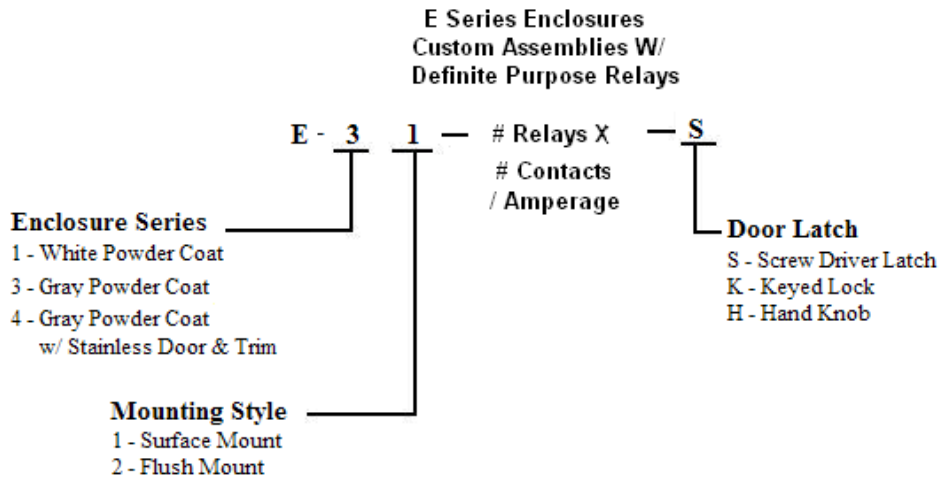 E Series Enclosures
Custom Assemblies W/
Definite Purpose Relays
E - 3 1 — # Relays X — S
# Contacts
/ Amperage
Enclosure Series
1 - White Powder Coat
3 - Gray Powder Coat
4 - Gray Powder Coat
w/ Stainless Door & Trim
Door Latch
S - Screw Driver Latch
K - Keyed Lock
H - Hand Knob
Mounting Style
1 - Surface Mount
2 - Flush Mount